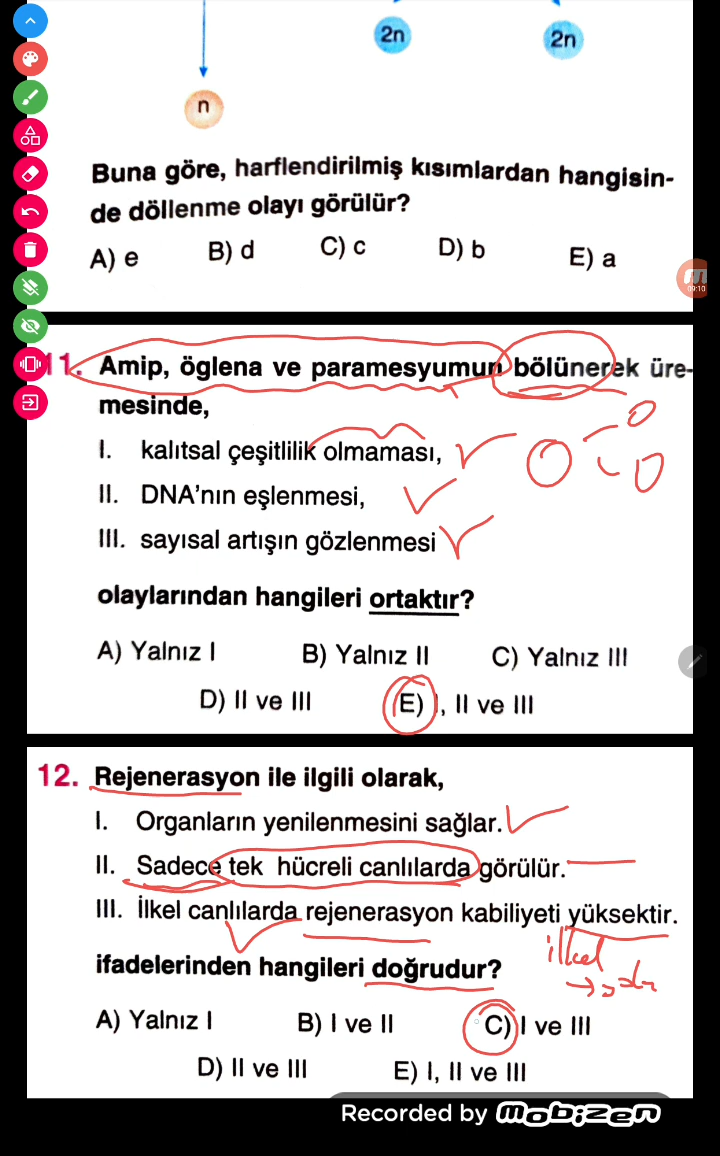 2n
2n
n
Buna göre, harflendirilmiş kısımlardan hangisin-
de döllenme olayı görülür?
A) e B) d C) c D) b E) a
09:10
11. Amip, öglena ve paramesyumun bölünerek üre-
mesinde,
I. kalıtsal çeşitlilik olmaması,
II. DNA'nın eşlenmesi,
III. sayısal artışın gözlenmesi
olaylarından hangileri ortaktır?
A) Yalnız I B) Yalnız II C) Yalnız III
D) II ve III E) I, II ve III
12. Rejenerasyon ile ilgili olarak,
I. Organların yenilenmesini sağlar.
II. Sadece tek hücreli canlılarda görülür.
III. İlkel canlılarda rejenerasyon kabiliyeti yüksektir.
ilkel
ifadelerinden hangileri doğrudur?
A) Yalnız I B) I ve II C) I ve III
D) II ve III E) I, II ve III
Recorded by mobizen